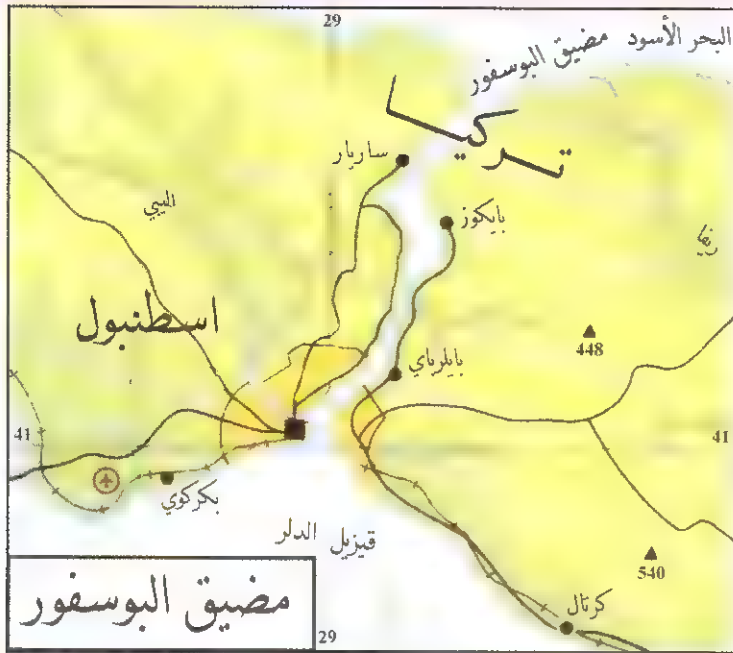 29
البحر الأسود
مضيق البوسفور
تركيا
ساريار
بايكوز
البيي
اسطنبول
448
بايلرباي
41
41
بكركوي
قيزيل الدلر
540
كرتال
مضيق البوسفور
29